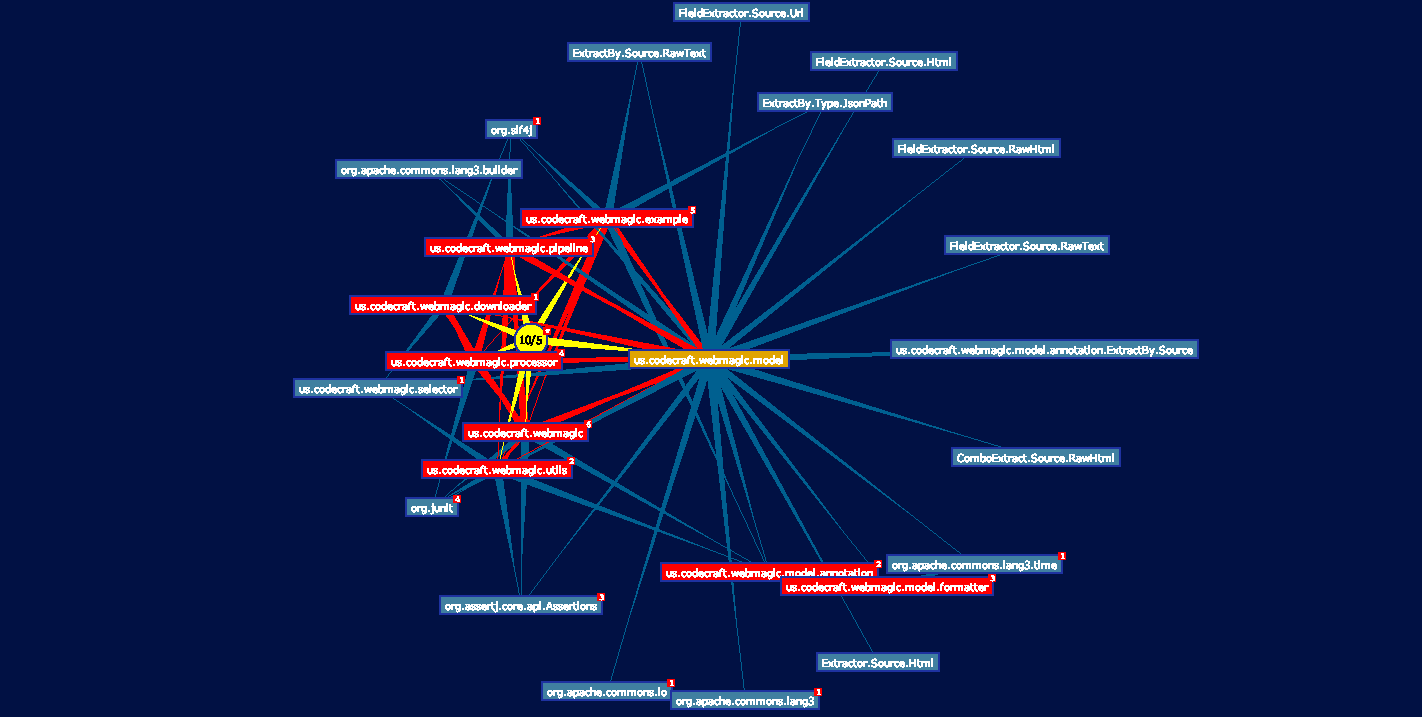 FieldExtractor.Source.Url
ExtractBy.Source.RawText
FieldExtractor.Source.Html
ExtractBy.Type.JsonPath
org.slf4j 1
FieldExtractor.Source.RawHtml
org.apache.commons.lang3.builder
us.codecraft.webmagic.example 5
us.codecraft.webmagic.pipeline 3
FieldExtractor.Source.RawText
us.codecraft.webmagic.downloader 1
10/5 *
us.codecraft.webmagic.model.annotation.ExtractBy.Source
us.codecraft.webmagic.processor 4
us.codecraft.webmagic.model
us.codecraft.webmagic.selector 1
us.codecraft.webmagic 6
ComboExtract.Source.RawHtml
us.codecraft.webmagic.utils 2
org.junit 4
org.apache.commons.lang3.time 1
us.codecraft.webmagic.model.annotation 2
us.codecraft.webmagic.model.formatter 3
org.assertj.core.api.Assertions 3
Extractor.Source.Html
org.apache.commons.io 1
org.apache.commons.lang3 1